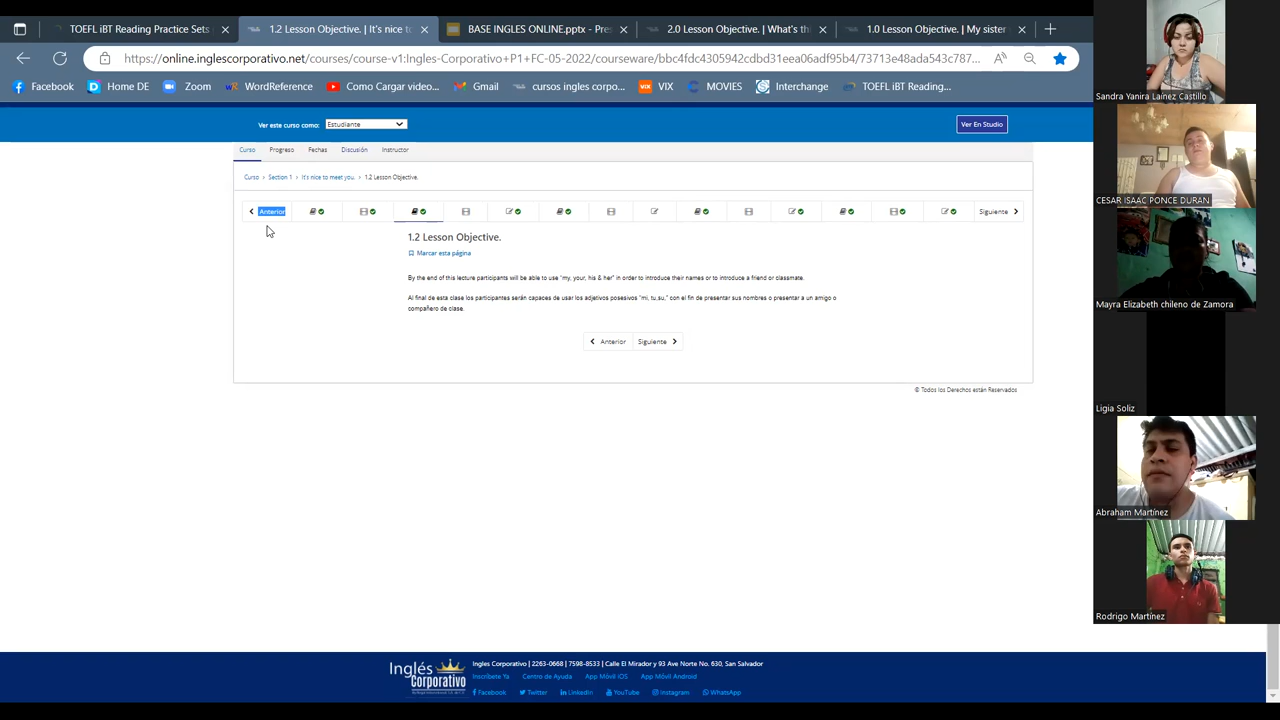 TOEFL iBT Reading Practice Sets
1.2 Lesson Objective. | It's nice to
BASE INGLES ONLINE.pptx - Pres
2.0 Lesson Objective. | What's th
1.0 Lesson Objective. | My sister
https://online.inglescorporativo.net/courses/course-v1:Ingles-Corporativo+P1+FC-05-2022/courseware/bbc4fdc4305942cdbd31eea06adf95b4/73713e48ada543c787...
Facebook
Home DE
Zoom
WordReference
Como Cargar video...
Gmail
cursos ingles corpo...
VIX
MOVIES
Interchange
TOEFL iBT Reading...
Ver este curso como:
Estudiante
Ver En Studio
Curso
Progreso
Fechas
Discusión
Instructor
Curso > Section 1 > It's nice to meet you. > 1.2 Lesson Objective.
Anterior
Siguiente
1.2 Lesson Objective.
Marcar esta página
By the end of this lecture participants will be able to use "my, your, his & her" in order to introduce their names or to introduce a friend or classmate.
Al final de esta clase los participantes serán capaces de usar los adjetivos posesivos "mi, tu,su," con el fin de presentar sus nombres o presentar a un amigo o
compañero de clase.
Anterior
Siguiente
© Todos los Derechos están Reservados
Inglés
Corporativo
Ingles Corporativo | 2263-0668 | 7598-8533 | Calle El Mirador y 93 Ave Norte No. 630, San Salvador
Inscríbete Ya
Centro de Ayuda
App Móvil iOS
App Móvil Android
Facebook
Twitter
LinkedIn
YouTube
Instagram
WhatsApp
Sandra Yanira Laínez Castillo
CESAR ISAAC PONCE DURAN
Mayra Elizabeth chileno de Zamora
Ligia Soliz
Abraham Martínez
Rodrigo Martínez